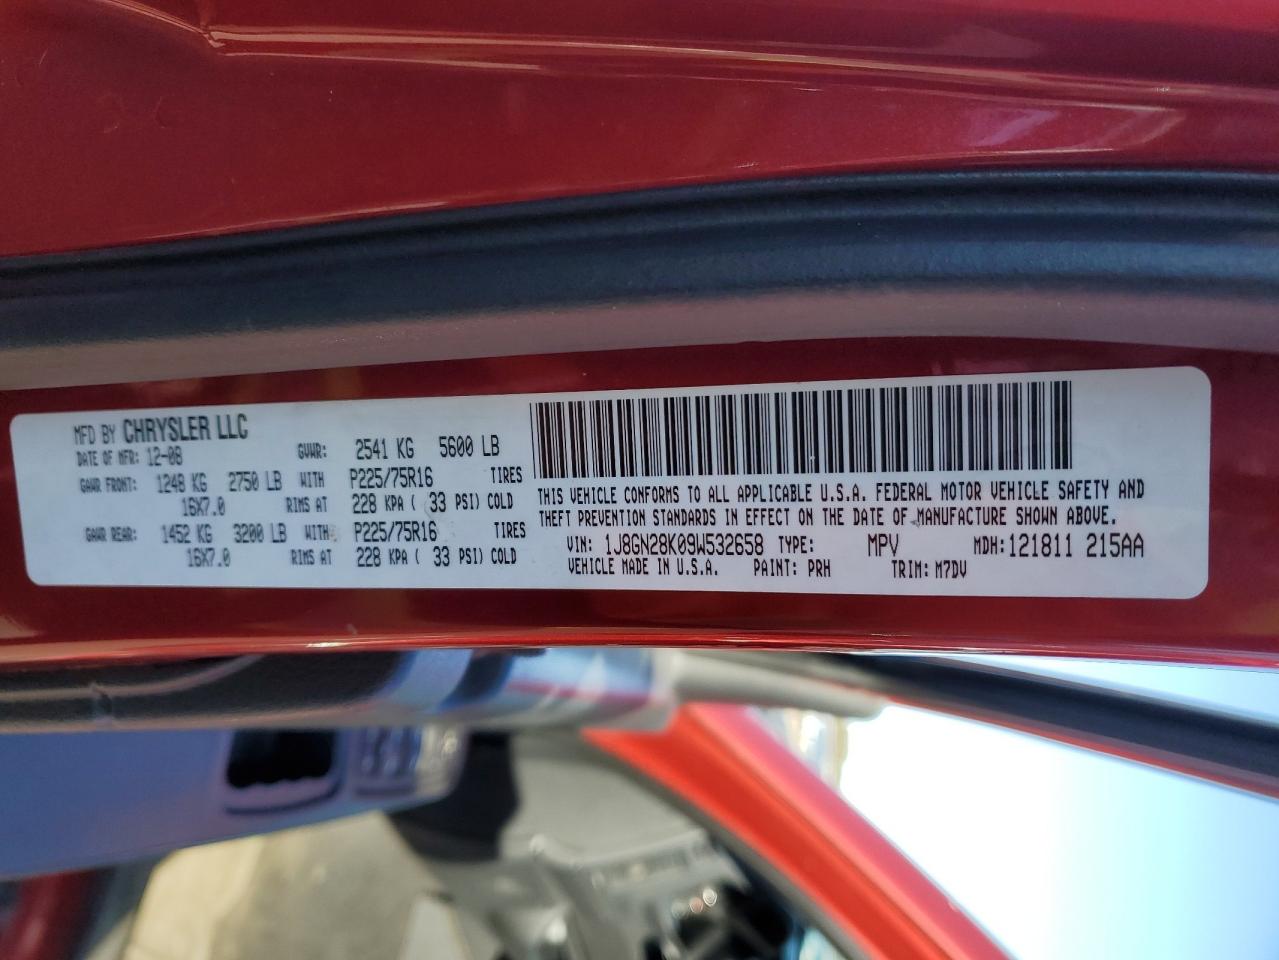 MFD BY CHRYSLER LLC
DATE OF MFR: 12-08 GVWR: 2541 KG 5600 LB
GAWR FRONT: 1248 KG 2750 LB WITH P225/75R16 TIRES
16X7.0 RIMS AT 228 KPA ( 33 PSI) COLD
GAWR REAR: 1452 KG 3200 LB WITH P225/75R16 TIRES
16X7.0 RIMS AT 228 KPA ( 33 PSI) COLD
THIS VEHICLE CONFORMS TO ALL APPLICABLE U.S.A. FEDERAL MOTOR VEHICLE SAFETY AND
THEFT PREVENTION STANDARDS IN EFFECT ON THE DATE OF MANUFACTURE SHOWN ABOVE.
VIN: 1J8GN28K09W532658 TYPE: MPV MDH: 121811 215AA
VEHICLE MADE IN U.S.A. PAINT: PRH TRIM: M7DV